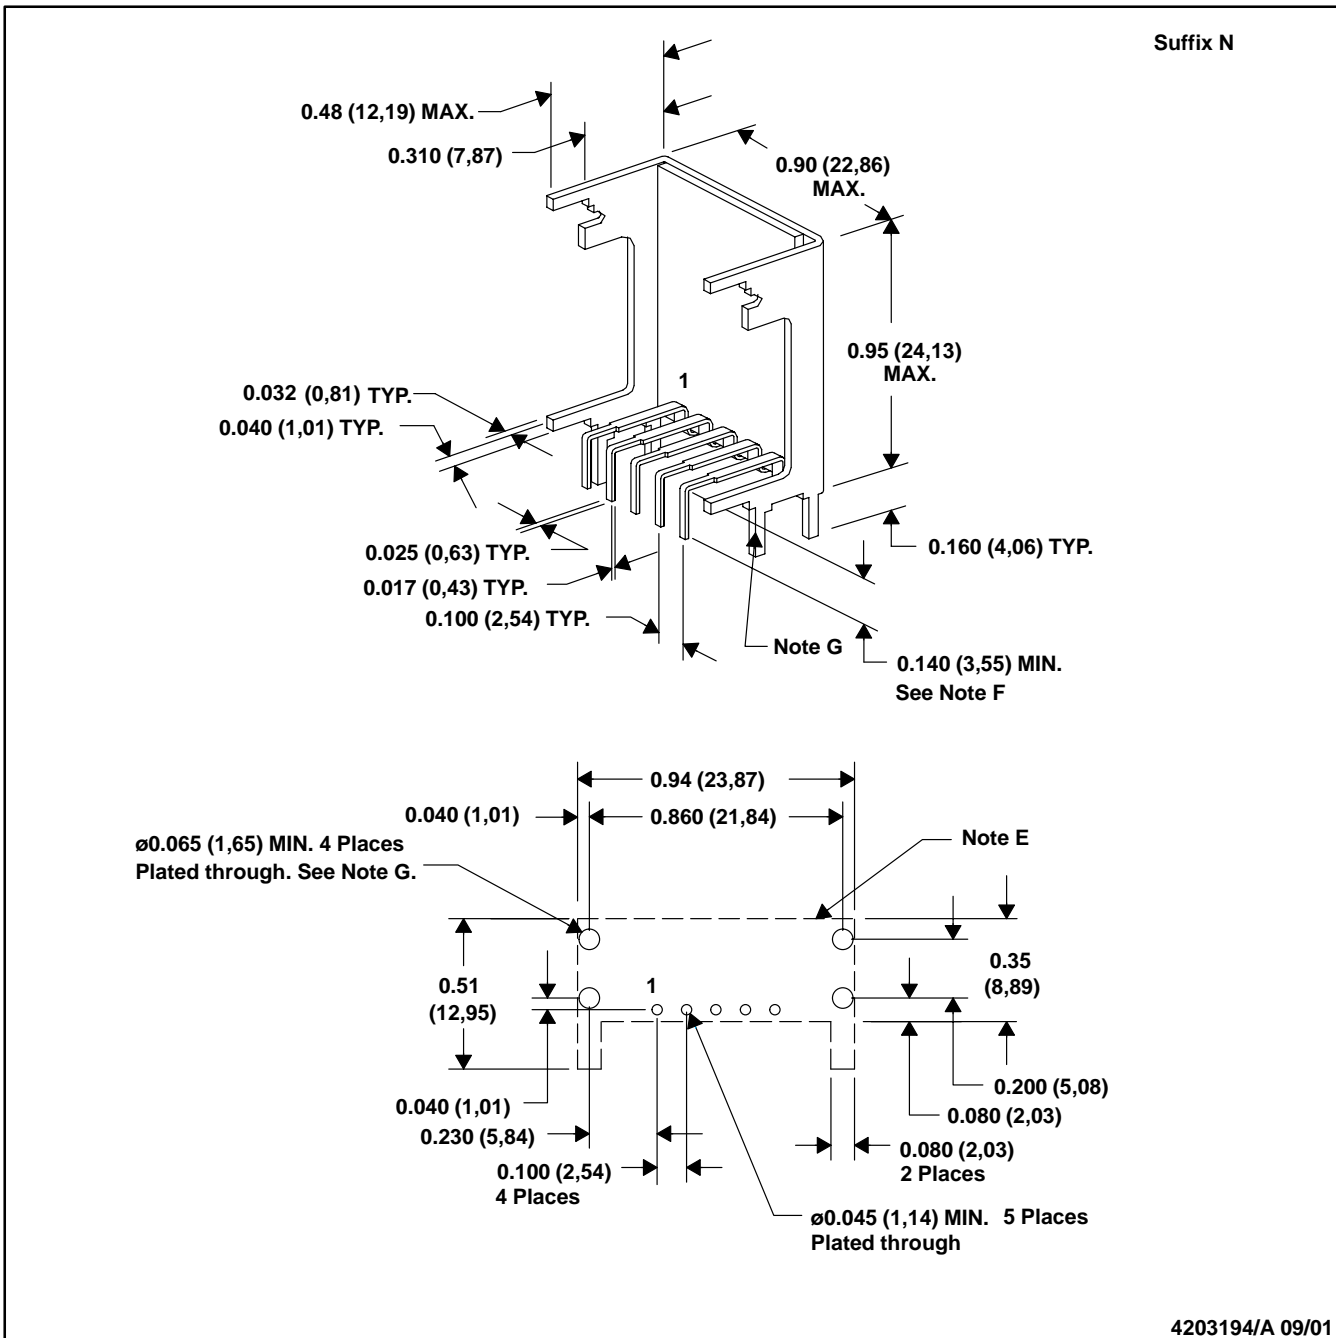 Suffix N
0.48 (12,19) MAX.
0.310 (7,87)
0.90 (22,86)
MAX.
0.95 (24,13)
MAX.
1
0.032 (0,81) TYP.
0.040 (1,01) TYP.
0.025 (0,63) TYP.
0.017 (0,43) TYP.
0.100 (2,54) TYP.
0.160 (4,06) TYP.
Note G
0.140 (3,55) MIN.
See Note F
0.94 (23,87)
0.040 (1,01)
0.860 (21,84)
ø0.065 (1,65) MIN. 4 Places
Plated through. See Note G.
Note E
0.51
(12,95)
1
0.35
(8,89)
0.040 (1,01)
0.230 (5,84)
0.100 (2,54)
4 Places
0.200 (5,08)
0.080 (2,03)
0.080 (2,03)
2 Places
ø0.045 (1,14) MIN. 5 Places
Plated through
4203194/A 09/01